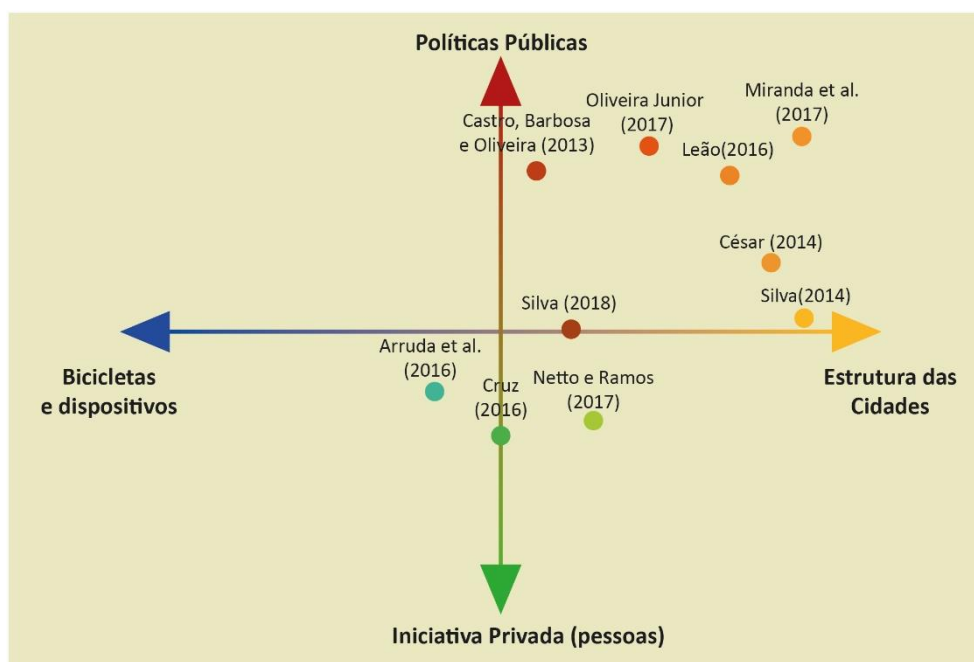 Políticas Públicas
Castro, Barbosa
e Oliveira (2013)
Oliveira Junior
(2017)
Leão(2016)
Miranda et al.
(2017)
César (2014)
Silva(2014)
Silva (2018)
Bicicletas
e dispositivos
Arruda et al.
(2016)
Cruz
(2016)
Netto e Ramos
(2017)
Estrutura das
Cidades
Iniciativa Privada (pessoas)